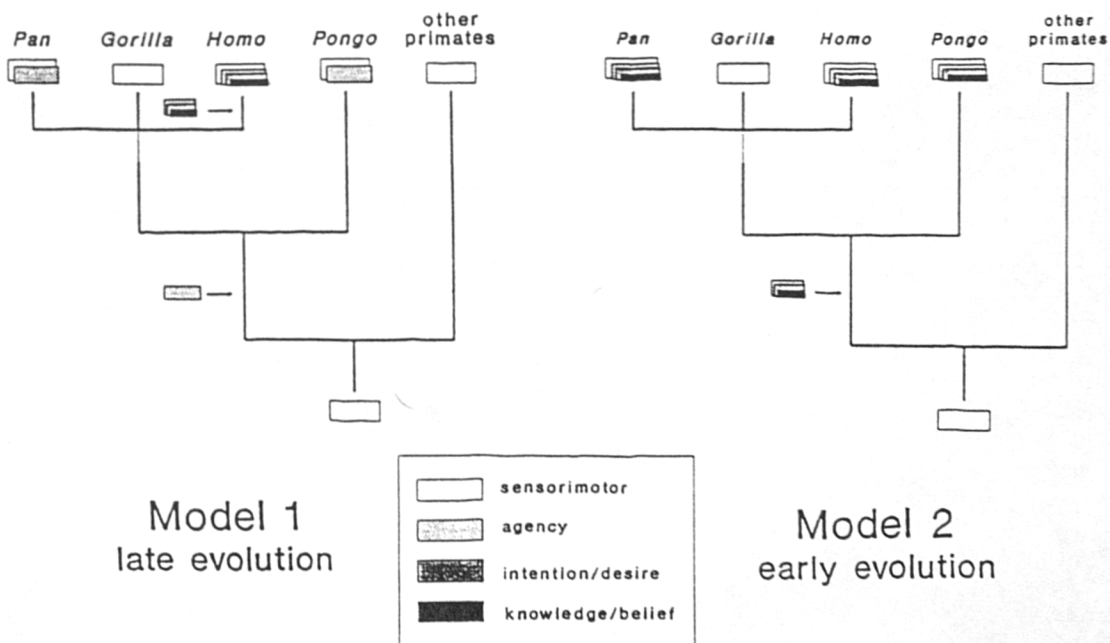 other
primates
Pan Gorilla Homo Pongo
other
primates
Pan Gorilla Homo Pongo
Model 1
late evolution
sensorimotor
agency
intention/desire
knowledge/belief
Model 2
early evolution